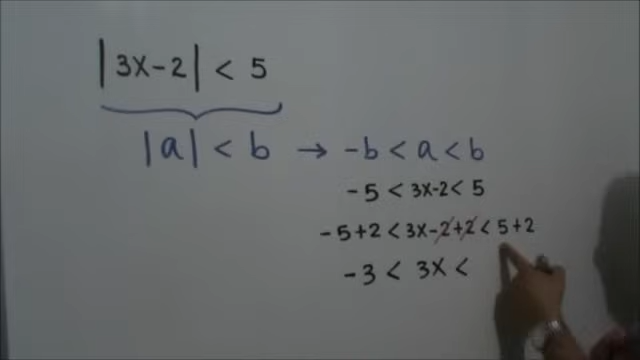 |3X-2| < 5
|a| < b → -b < a < b
-5 < 3X-2 < 5
-5+2 < 3X-2+2 < 5+2
-3 < 3X <